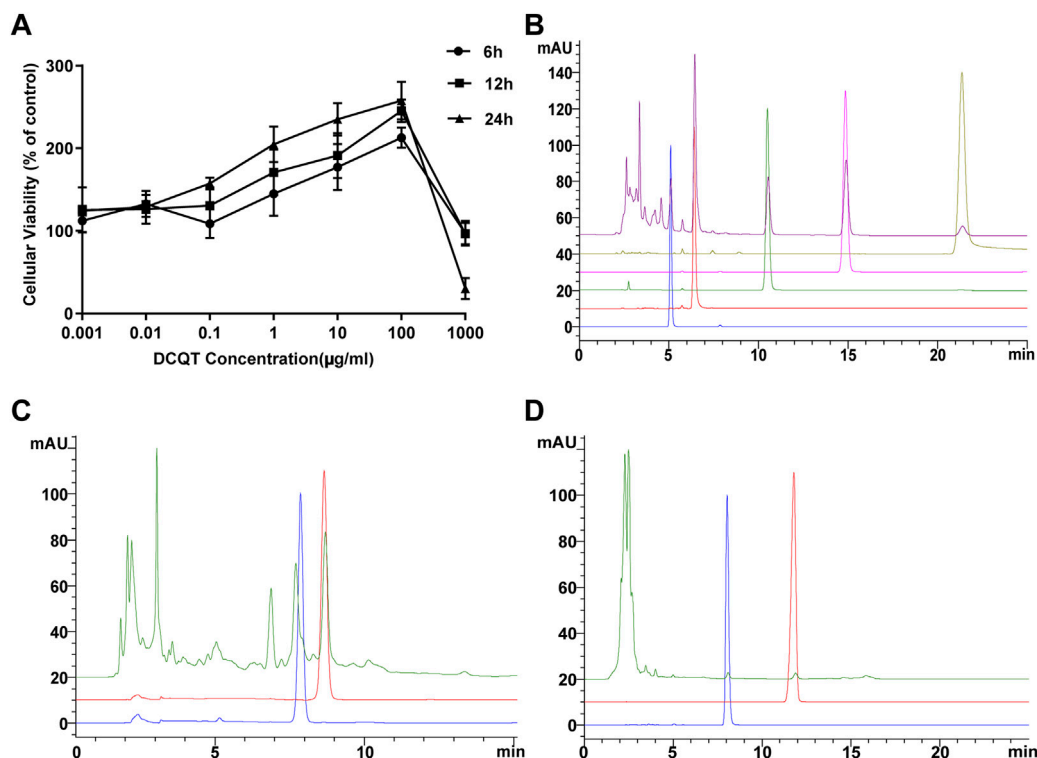 A
Cellular Viability (% of control)
300
200
100
0
0.001 0.01 0.1 1 10 100 1000
DCQT Concentration(µg/ml)
6h
12h
24h
B
mAU
140
120
100
80
60
40
20
0
0 5 10 15 20 min
C
mAU
100
80
60
40
20
0
0 5 10 min
D
mAU
100
80
60
40
20
0
0 5 10 15 20 min